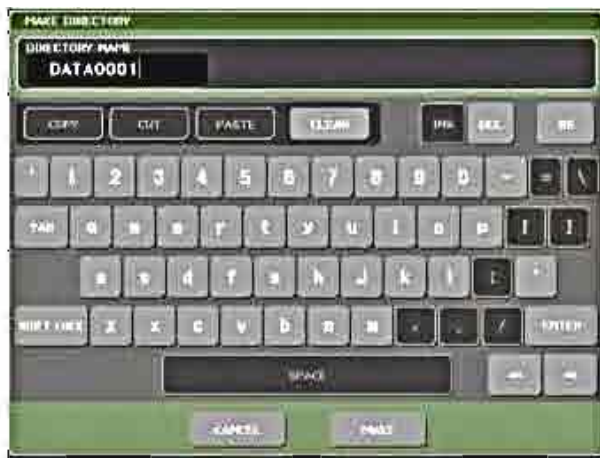 MAKE DIRECTORY
DIRECTORY NAME
DATA0001
COPY CUT PASTE CLEAR INS DEL BS
` 1 2 3 4 5 6 7 8 9 0 - = \
TAB q w e r t y u i o p [ ]
a s d f g h j k l ; '
SHIFT LOCK z x c v b n m , . / ENTER
SPACE
CANCEL MAKE